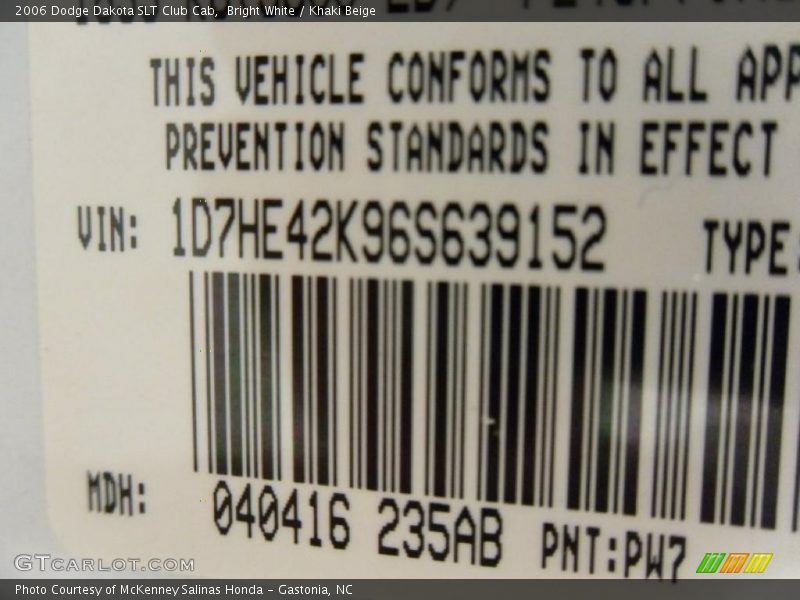 2006 Dodge Dakota SLT Club Cab, Bright White / Khaki Beige
THIS VEHICLE CONFORMS TO ALL APP
PREVENTION STANDARDS IN EFFECT
VIN: 1D7HE42K96S639152 TYPE:
MDH: 040416 235AB PNT:PW7
GTCARLOT.COM
Photo Courtesy of McKenney Salinas Honda - Gastonia, NC